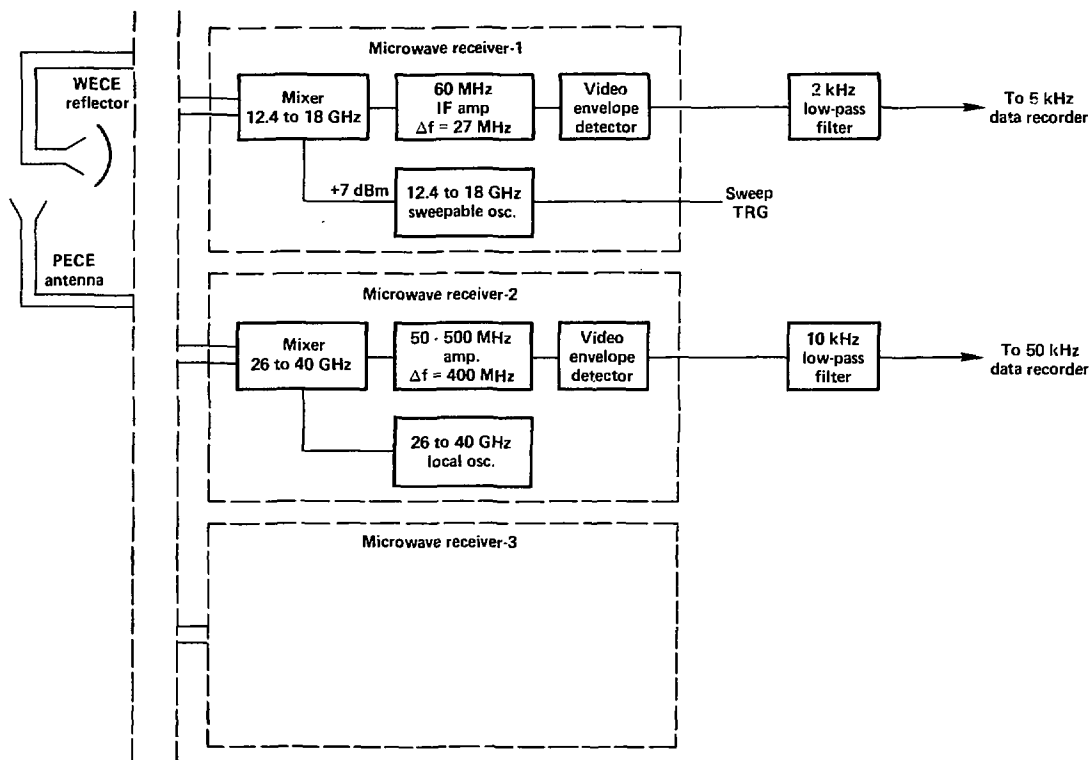 Microwave receiver-1
WECE
reflector
Mixer
12.4 to 18 GHz
60 MHz
IF amp
Δf = 27 MHz
Video
envelope
detector
2 kHz
low-pass
filter
To 5 kHz
data recorder
+7 dBm
12.4 to 18 GHz
sweepable osc.
Sweep
TRG
PECE
antenna
Microwave receiver-2
Mixer
26 to 40 GHz
50 - 500 MHz
amp.
Δf = 400 MHz
Video
envelope
detector
10 kHz
low-pass
filter
To 50 kHz
data recorder
26 to 40 GHz
local osc.
Microwave receiver-3